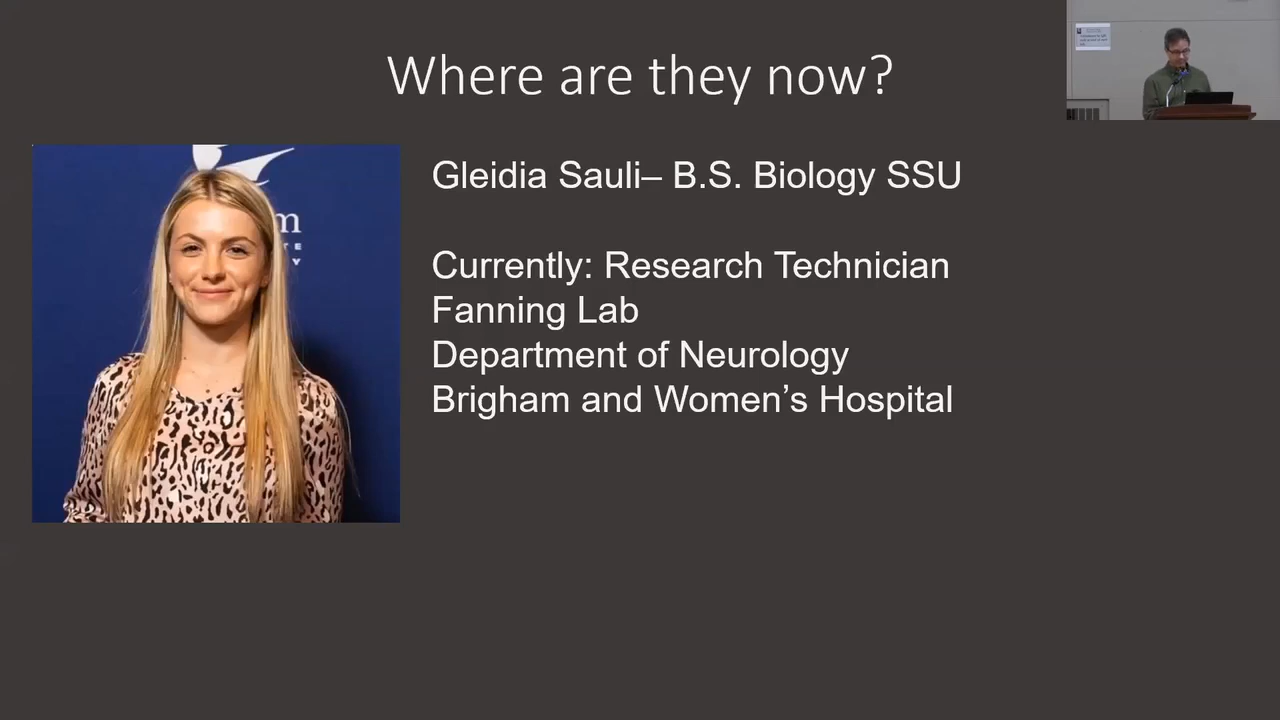 Where are they now?
Gleidia Sauli– B.S. Biology SSU
Currently: Research Technician
Fanning Lab
Department of Neurology
Brigham and Women’s Hospital
m